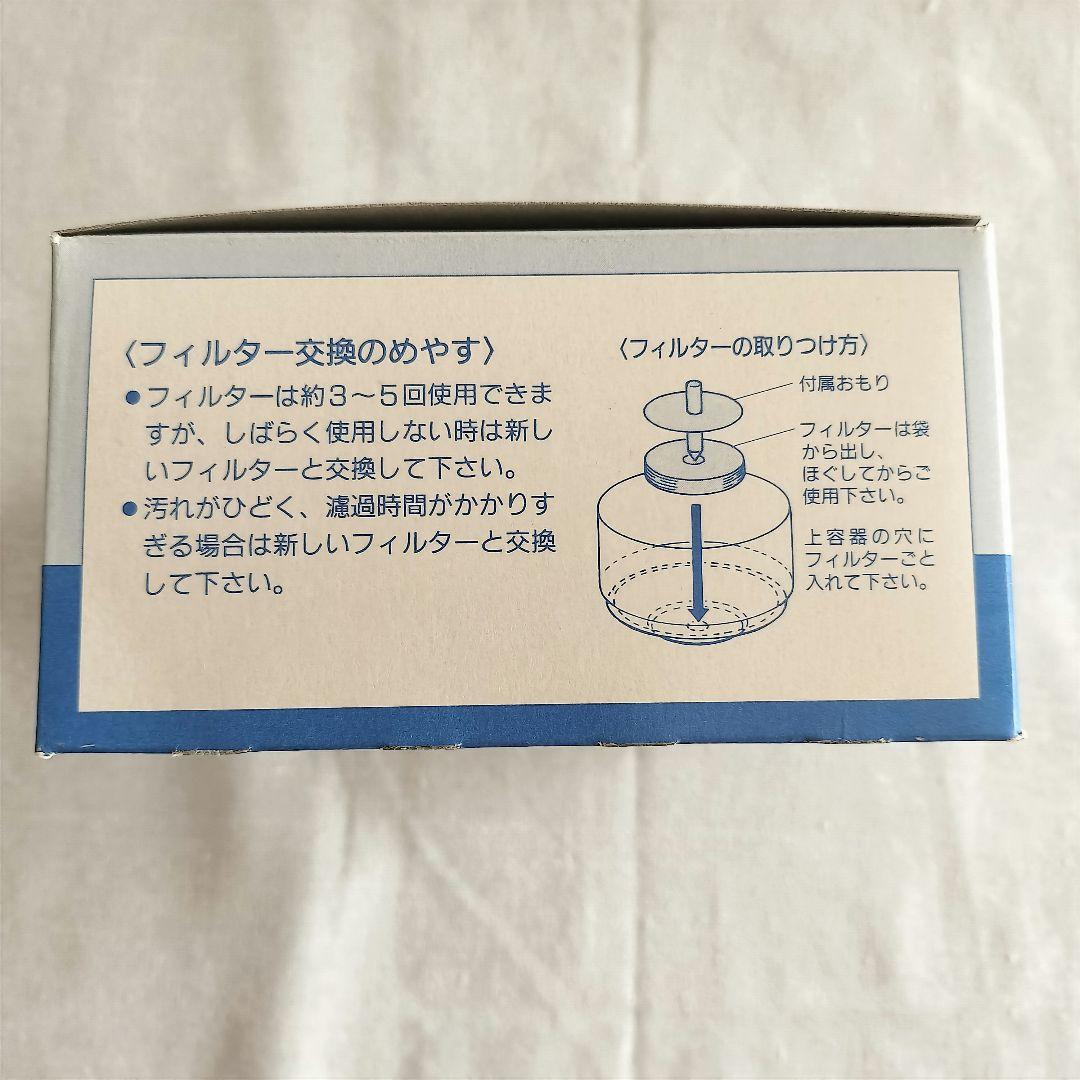 〈フィルター交換のめやす〉
●フィルターは約3〜5回使用できま
すが、しばらく使用しない時は新し
いフィルターと交換して下さい。
●汚れがひどく、濾過時間がかかりす
ぎる場合は新しいフィルターと交換
して下さい。
〈フィルターの取りつけ方〉
付属おもり
フィルターは袋
から出し、
ほぐしてからご
使用下さい。
上容器の穴に
フィルターごと
入れて下さい。